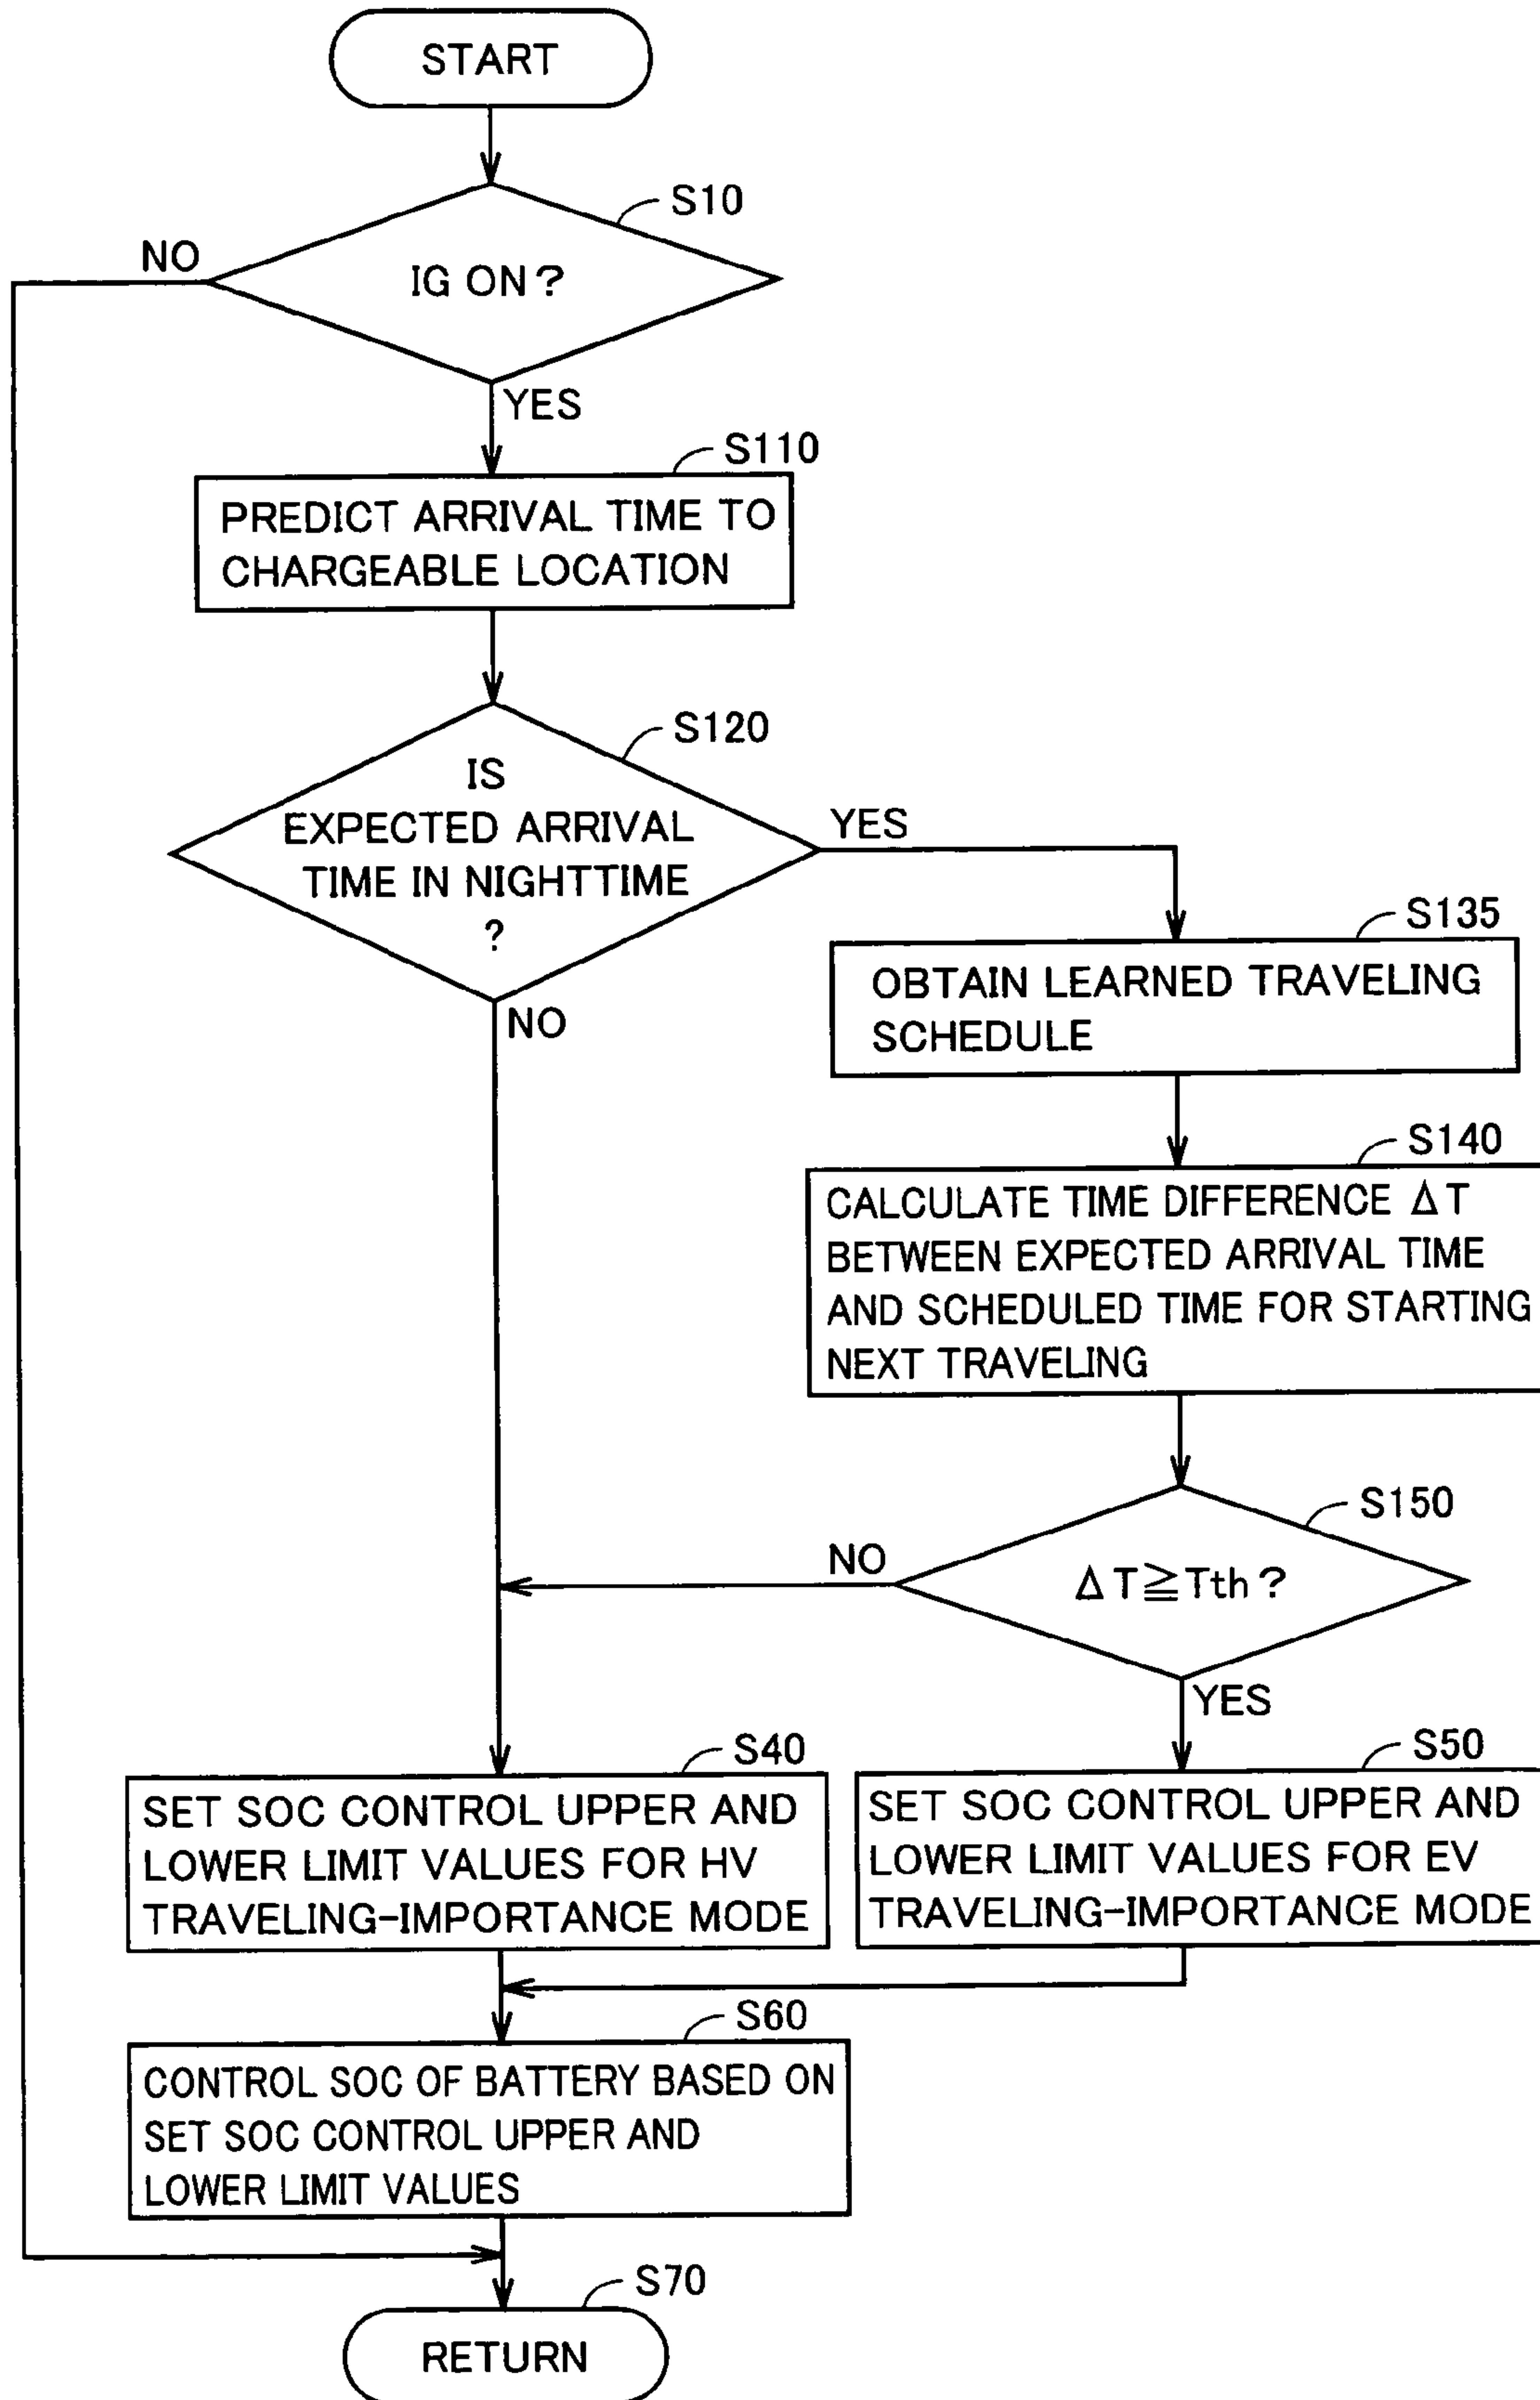 START
S10
NO
IG ON?
YES
S110
PREDICT ARRIVAL TIME TO
CHARGEABLE LOCATION
S120
IS
EXPECTED ARRIVAL
TIME IN NIGHTTIME
?
YES
NO
S135
OBTAIN LEARNED TRAVELING
SCHEDULE
S140
CALCULATE TIME DIFFERENCE ΔT
BETWEEN EXPECTED ARRIVAL TIME
AND SCHEDULED TIME FOR STARTING
NEXT TRAVELING
S150
NO
ΔT≧Tth?
YES
S40
SET SOC CONTROL UPPER AND
LOWER LIMIT VALUES FOR HV
TRAVELING-IMPORTANCE MODE
S50
SET SOC CONTROL UPPER AND
LOWER LIMIT VALUES FOR EV
TRAVELING-IMPORTANCE MODE
S60
CONTROL SOC OF BATTERY BASED ON
SET SOC CONTROL UPPER AND
LOWER LIMIT VALUES
S70
RETURN